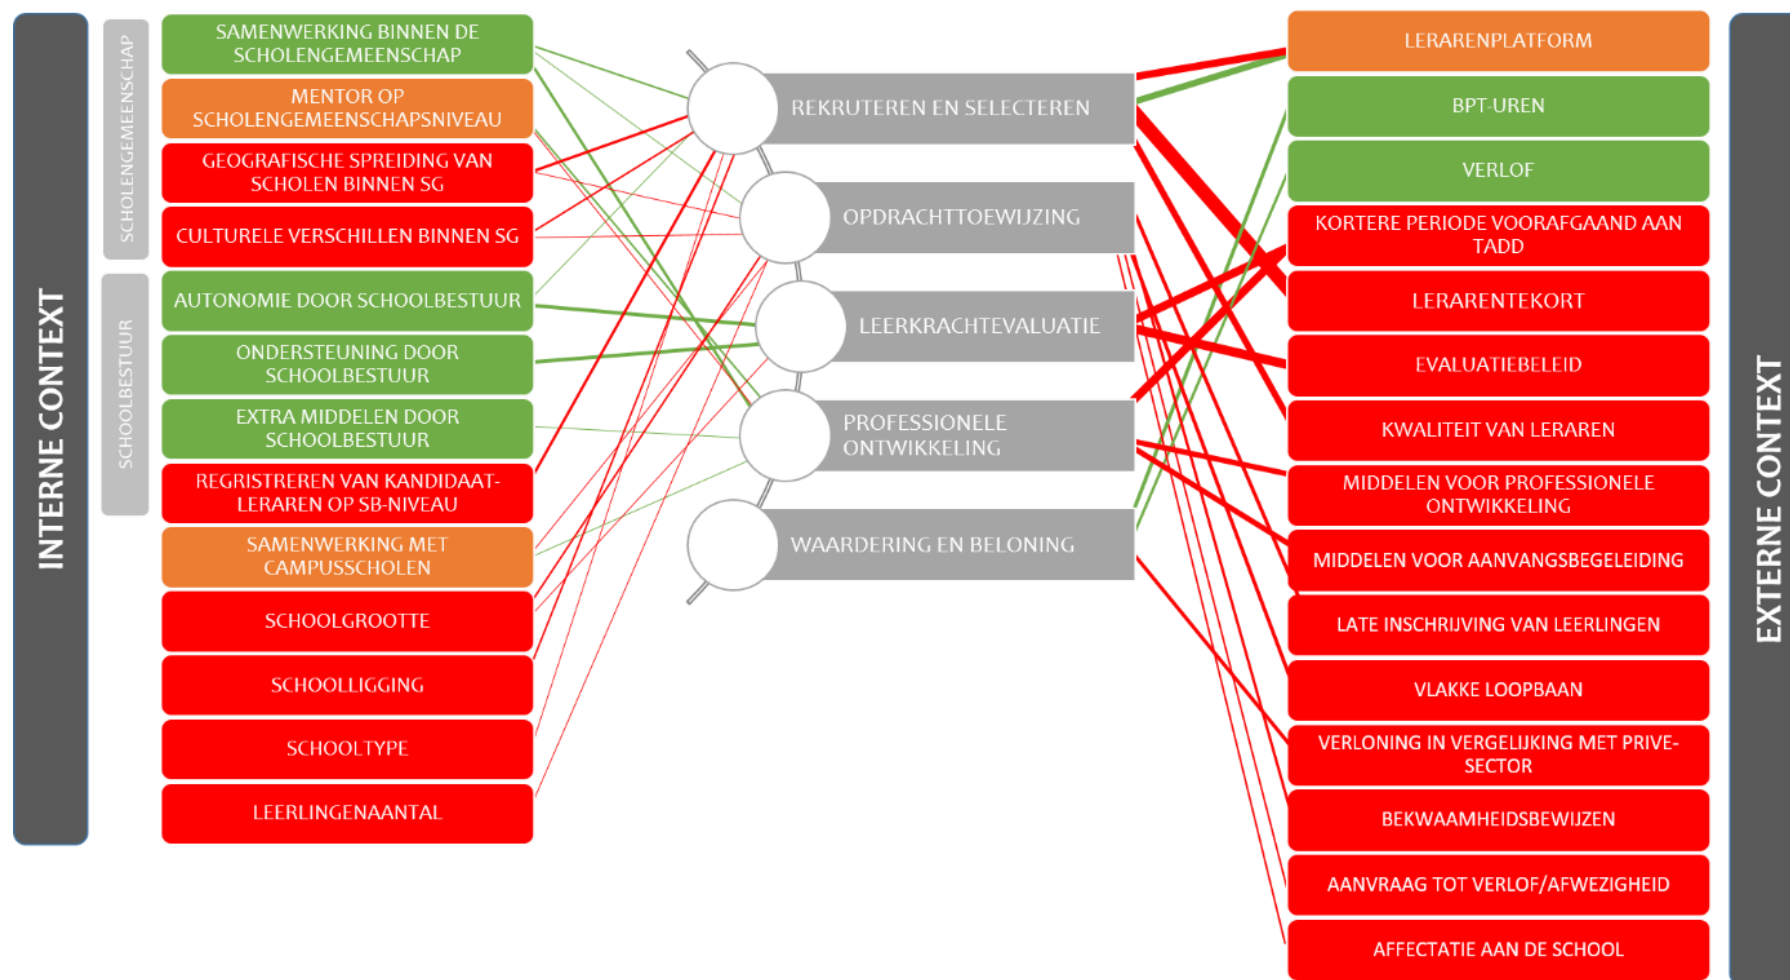 INTERNE CONTEXT
SCHOLENGEMEENSCHAP
SCHOOLBESTUUR
SAMENWERKING BINNEN DE
SCHOLENGEMEENSCHAP
MENTOR OP
SCHOLENGEMEENSCHAPSNIVEAU
GEOGRAFISCHE SPREIDING VAN
SCHOLEN BINNEN SG
CULTURELE VERSCHILLEN BINNEN SG
AUTONOMIE DOOR SCHOOLBESTUUR
ONDERSTEUNING DOOR
SCHOOLBESTUUR
EXTRA MIDDELEN DOOR
SCHOOLBESTUUR
REGRISTREREN VAN KANDIDAAT-
LERAREN OP SB-NIVEAU
SAMENWERKING MET
CAMPUSSCHOLEN
SCHOOLGROOTTE
SCHOOLLIGGING
SCHOOLTYPE
LEERLINGENAANTAL
REKRUTEREN EN SELECTEREN
OPDRACHTTOEWIJZING
LEERKRACHTEVALUATIE
PROFESSIONELE
ONTWIKKELING
WAARDERING EN BELONING
LERARENPLATFORM
BPT-UREN
VERLOF
KORTERE PERIODE VOORAFGAAND AAN
TADD
LERARENTEKORT
EVALUATIEBELEID
KWALITEIT VAN LERAREN
MIDDELEN VOOR PROFESSIONELE
ONTWIKKELING
MIDDELEN VOOR AANVANGSBEGELEIDING
LATE INSCHRIJVING VAN LEERLINGEN
VLAKKE LOOPBAAN
VERLONING IN VERGELIJKING MET PRIVE-
SECTOR
BEKWAAMHEIDSBEWIJZEN
AANVRAAG TOT VERLOF/AFWEZIGHEID
AFFECTATIE AAN DE SCHOOL
EXTERNE CONTEXT